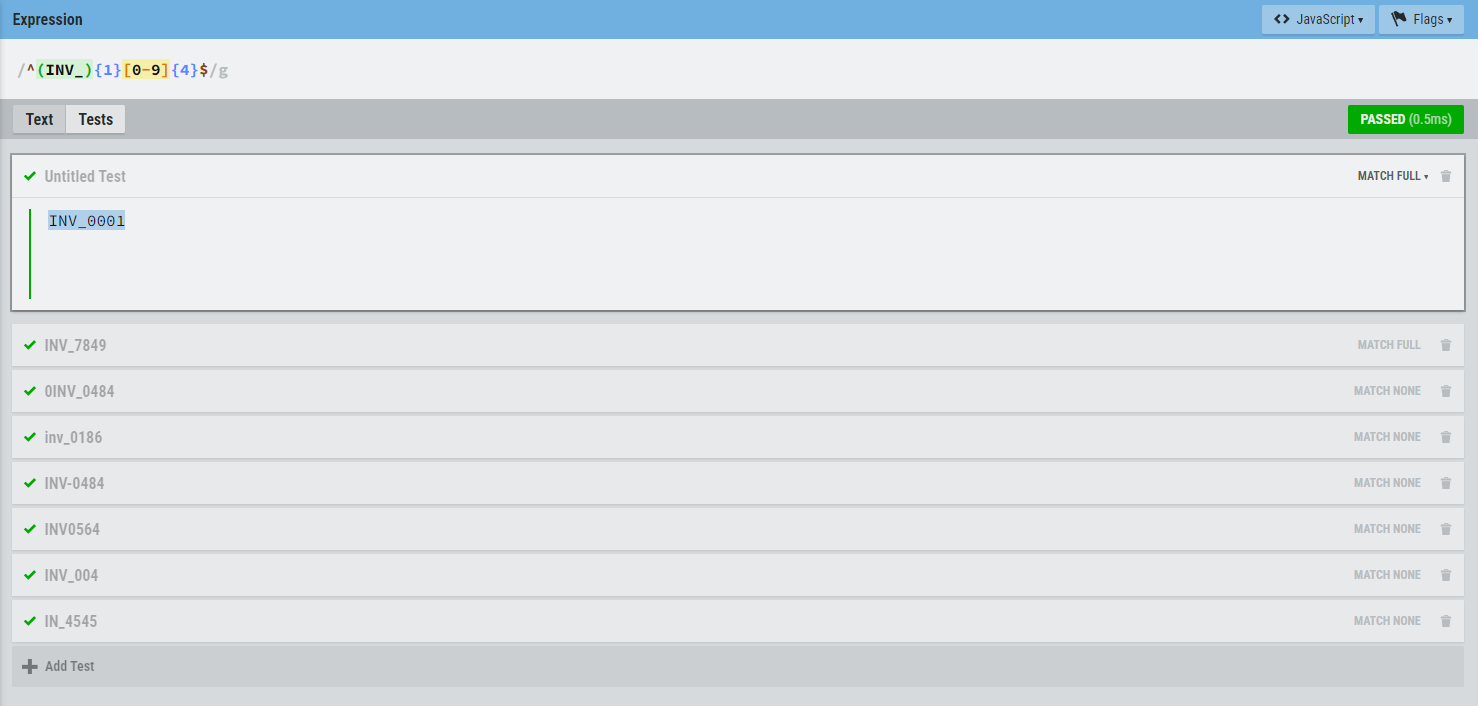 Expression
<> JavaScript ▾ Flags ▾
/^(INV_){1}[0-9]{4}$/g
Text Tests PASSED (0.5ms)
Untitled Test MATCH FULL ▾
INV_0001
INV_7849 MATCH FULL
0INV_0484 MATCH NONE
inv_0186 MATCH NONE
INV-0484 MATCH NONE
INV0564 MATCH NONE
INV_004 MATCH NONE
IN_4545 MATCH NONE
Add Test